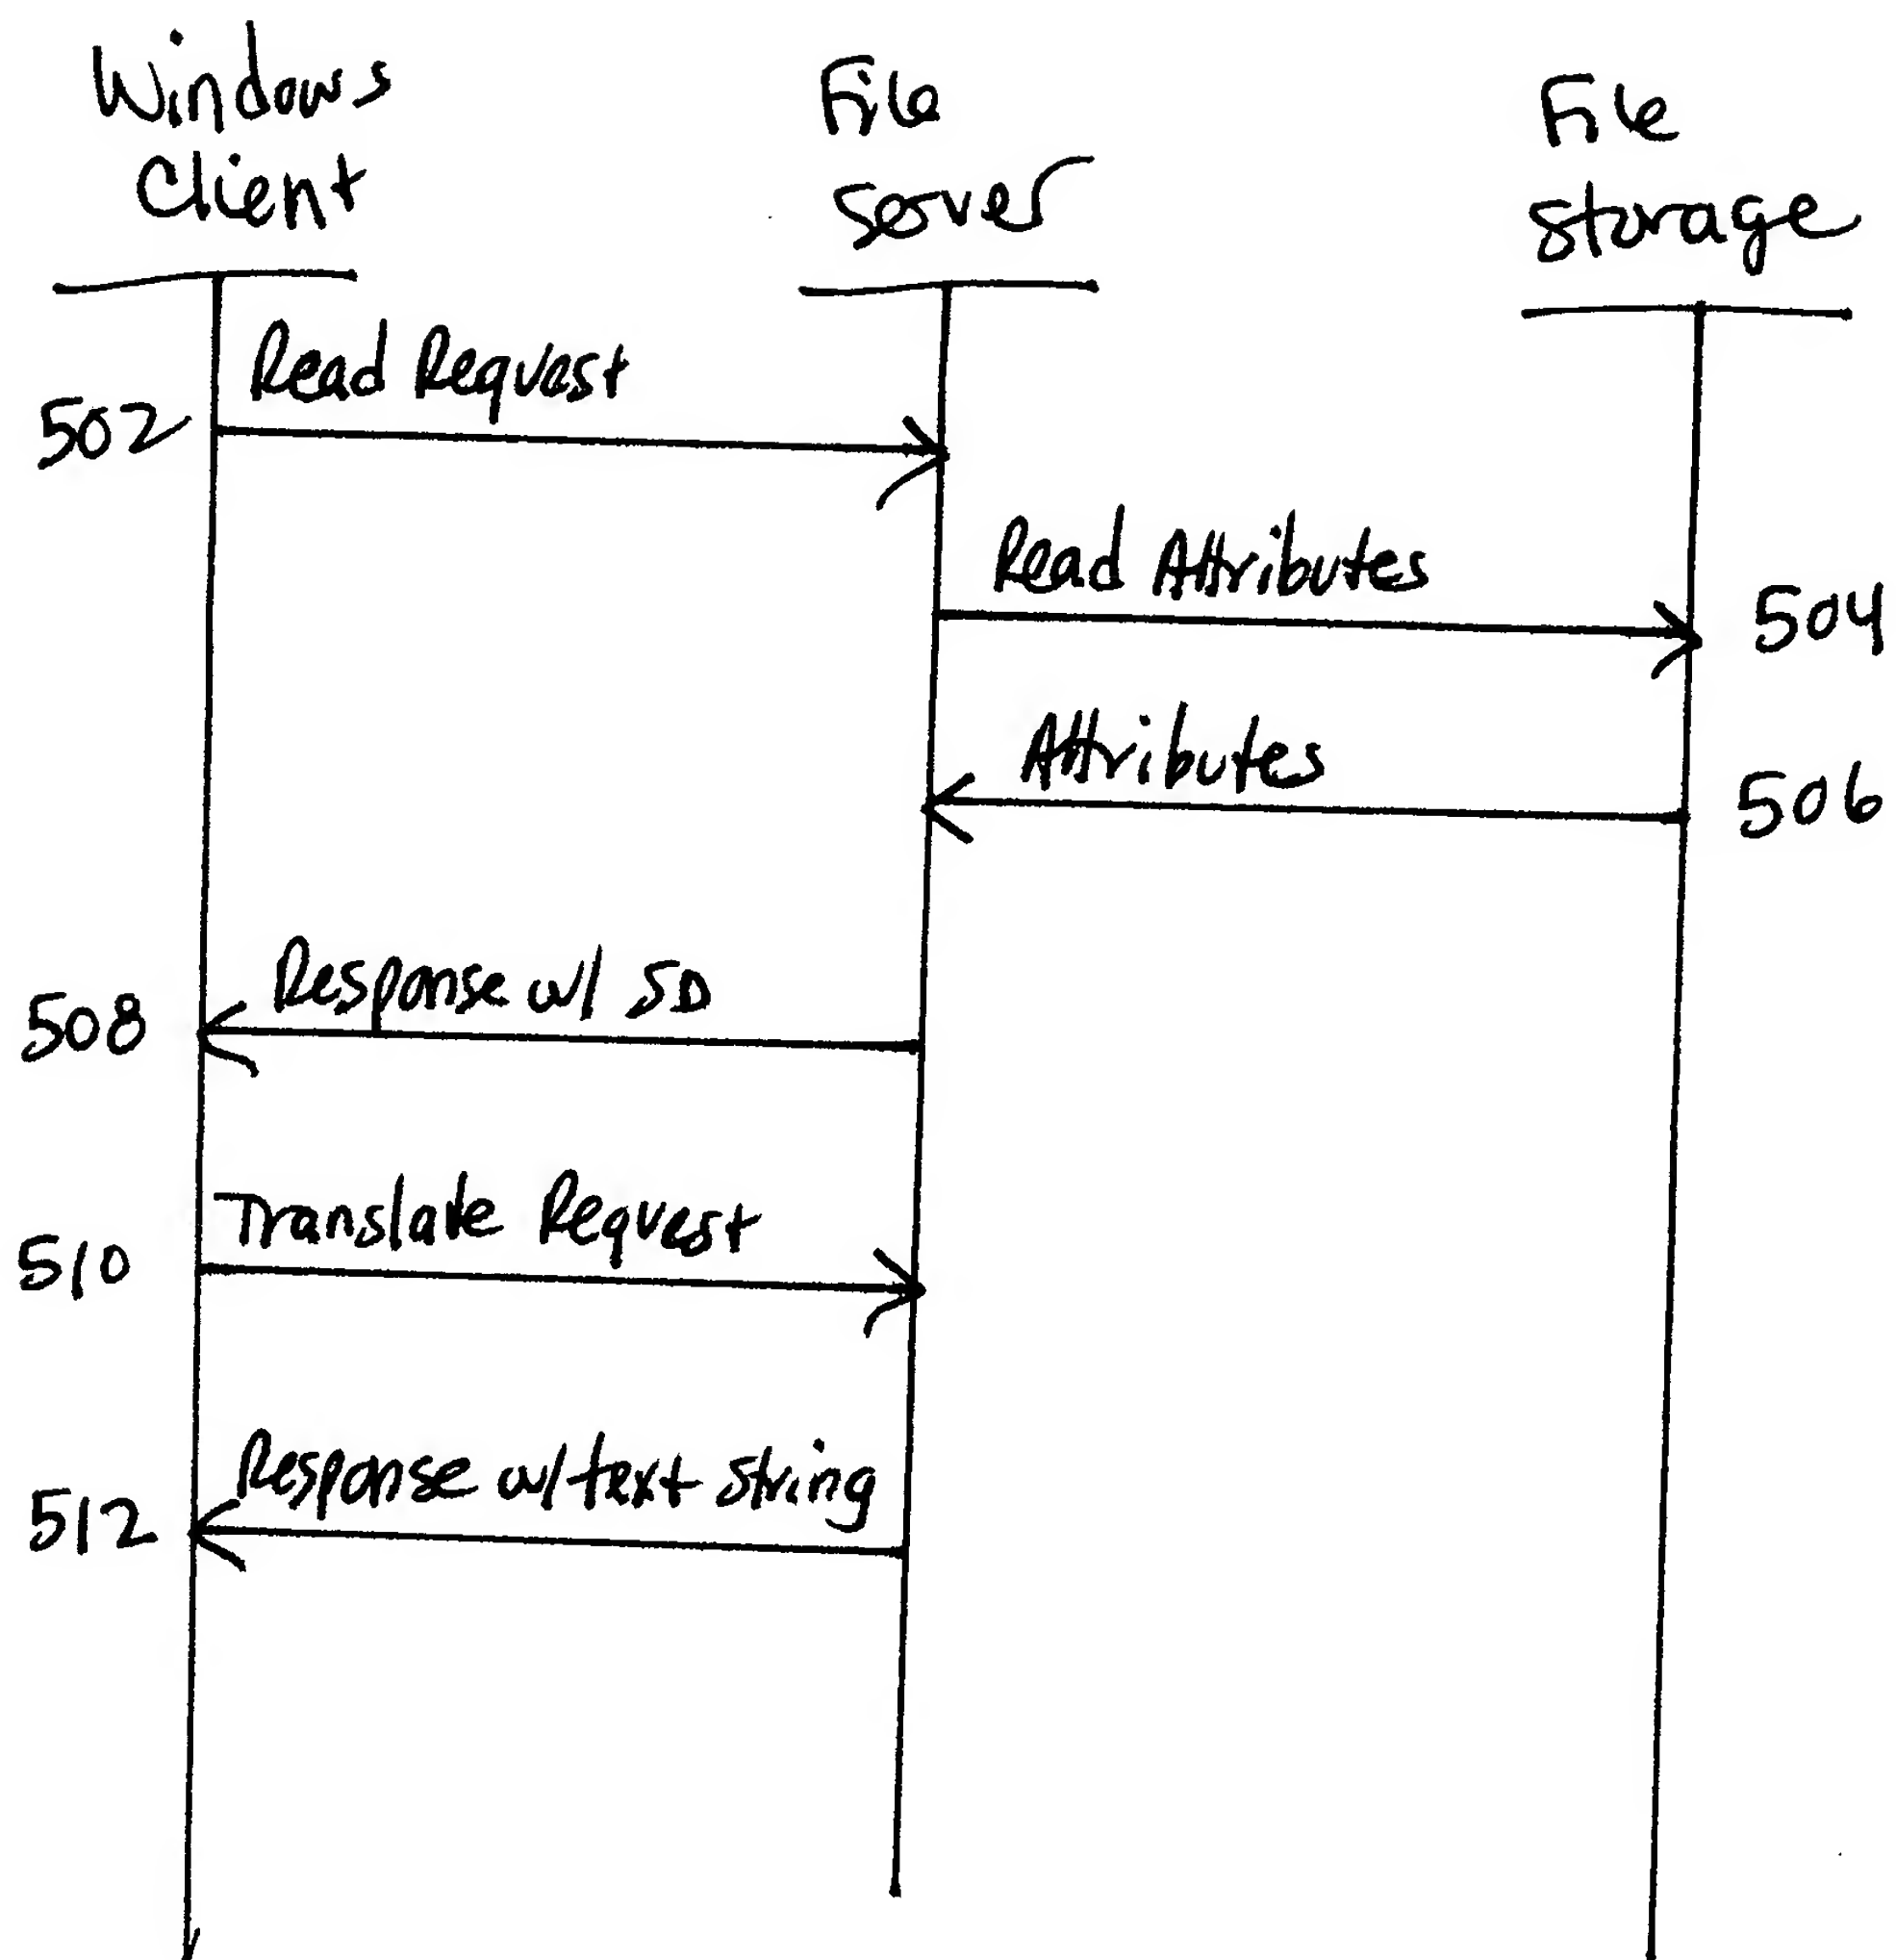 Windows
Client
File
Server
File
Storage
Read Request
502
Read Attributes
504
Attributes
506
Response w/ SD
508
Translate Request
510
Response w/ text string
512